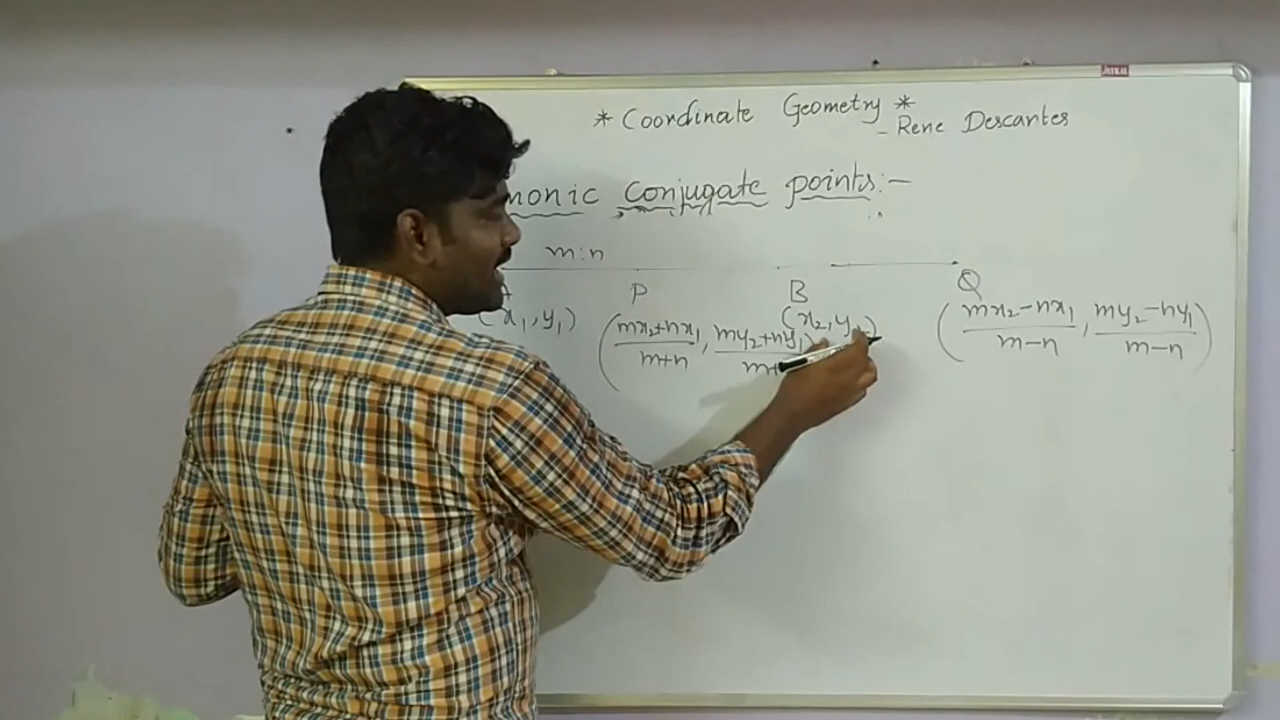 * Coordinate Geometry *
- Rene Descartes
monic conjugate points:-
m:n
P B Q
(x₁, y₁) ((mx₂+nx₁)/(m+n), (my₂+ny₁)/(m+ (x₂, y₂) ((mx₂-nx₁)/(m-n), (my₂-ny₁)/(m-n))